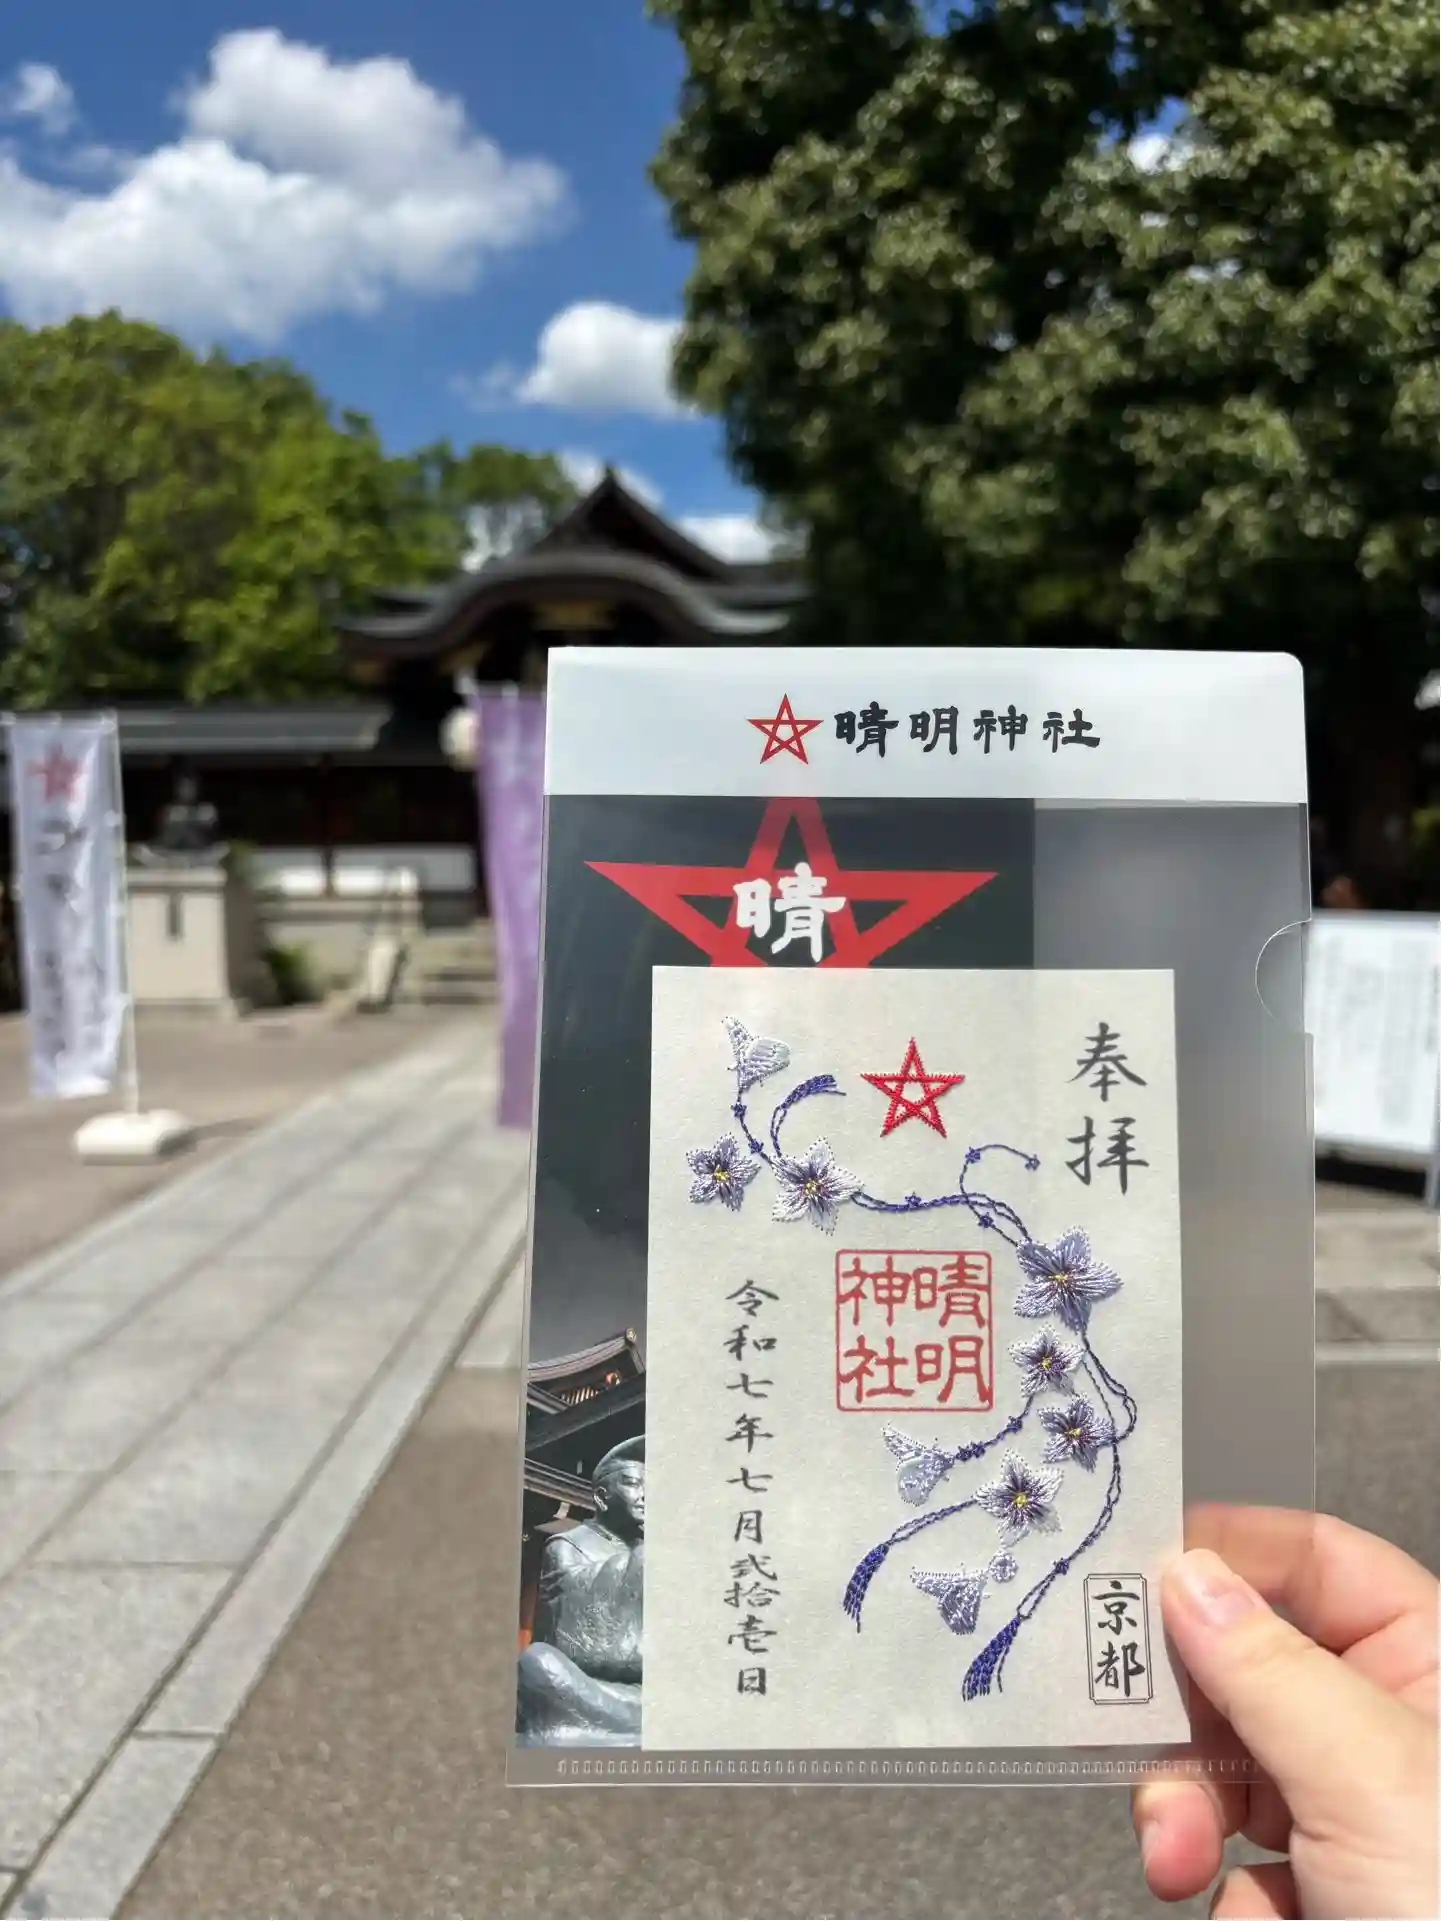 晴明神社
晴
奉拝
晴明
神社
令和七年七月弐拾壱日
京都